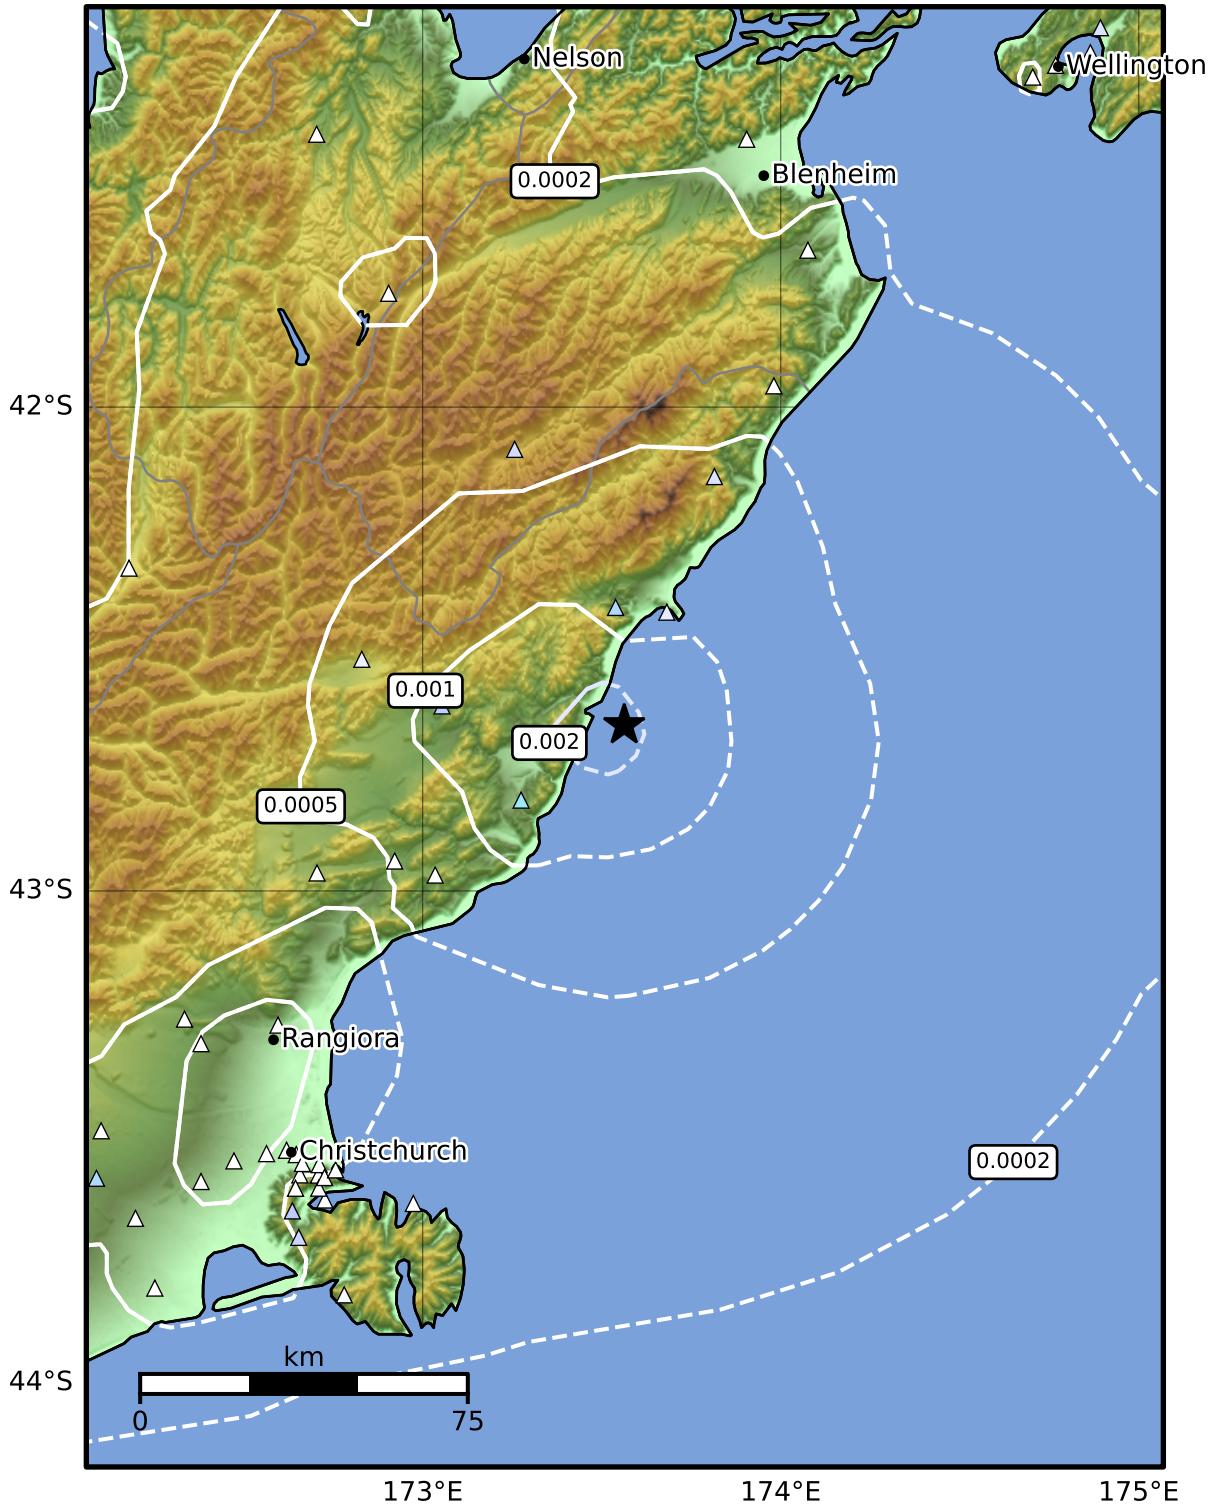 Nelson
Wellington
Blenheim
0.0002
42°S
0.001
0.002
0.0005
43°S
Rangiora
Christchurch
0.0002
km
0
75
44°S
173°E
174°E
175°E